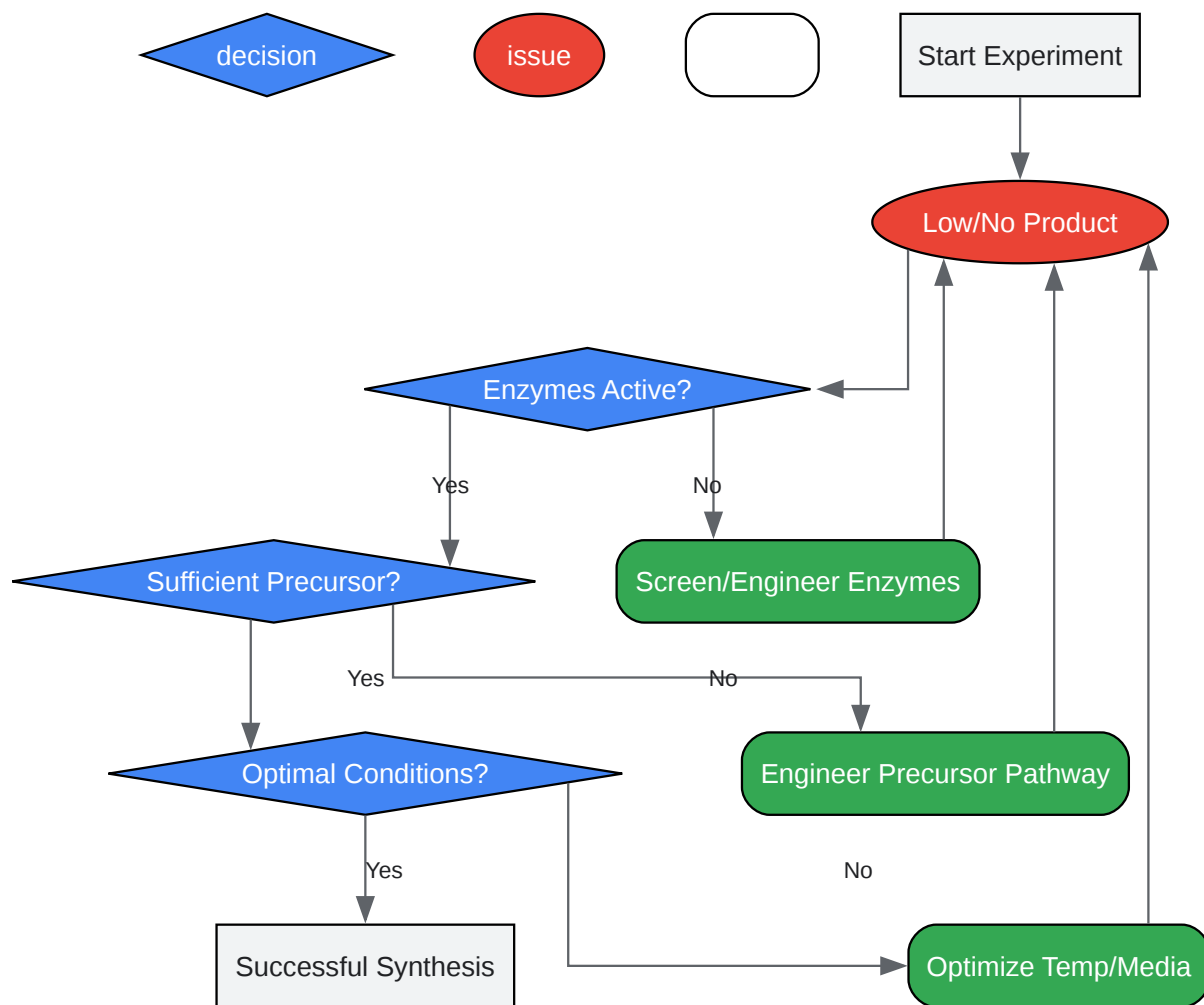 decision
issue
Start Experiment
Low/No Product
Enzymes Active?
Yes
No
Sufficient Precursor?
Screen/Engineer Enzymes
Yes
No
Optimal Conditions?
Engineer Precursor Pathway
Yes
No
Successful Synthesis
Optimize Temp/Media